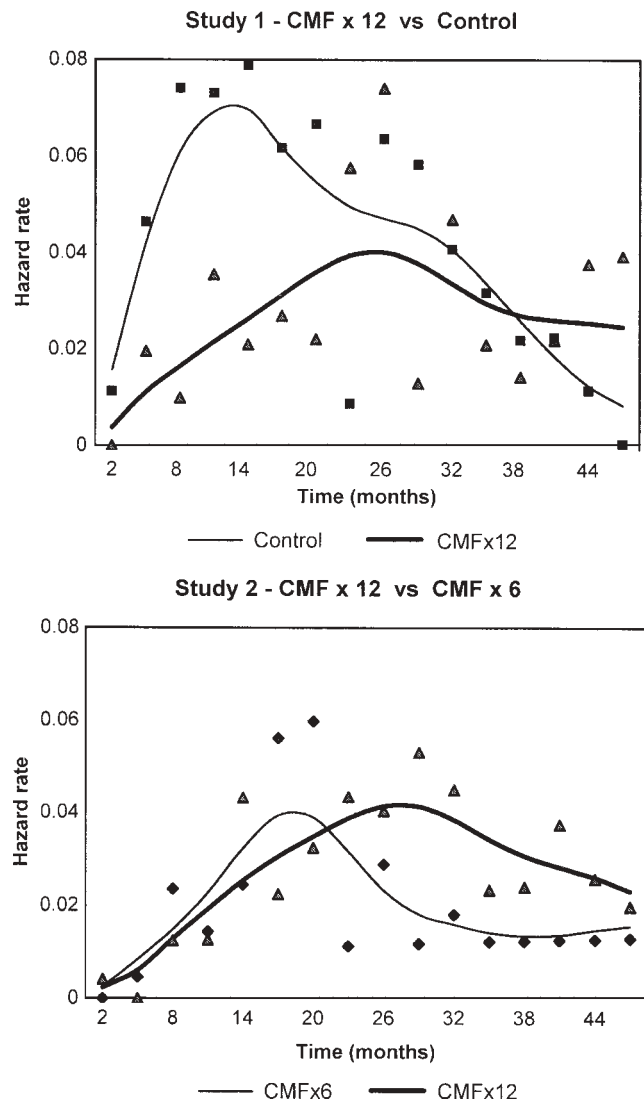 Study 1 - CMF x 12 vs Control
0.08
0.06
0.04
0.02
0
Hazard rate
2 8 14 20 26 32 38 44
Time (months)
Control CMFx12
Study 2 - CMF x 12 vs CMF x 6
0.08
0.06
0.04
0.02
0
Hazard rate
2 8 14 20 26 32 38 44
Time (months)
CMFx6 CMFx12